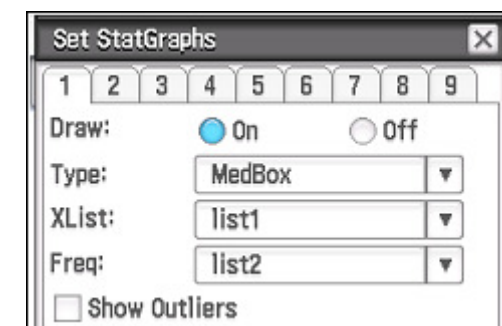 Set StatGraphs
1 2 3 4 5 6 7 8 9
Draw: On Off
Type: MedBox
XList: list1
Freq: list2
Show Outliers